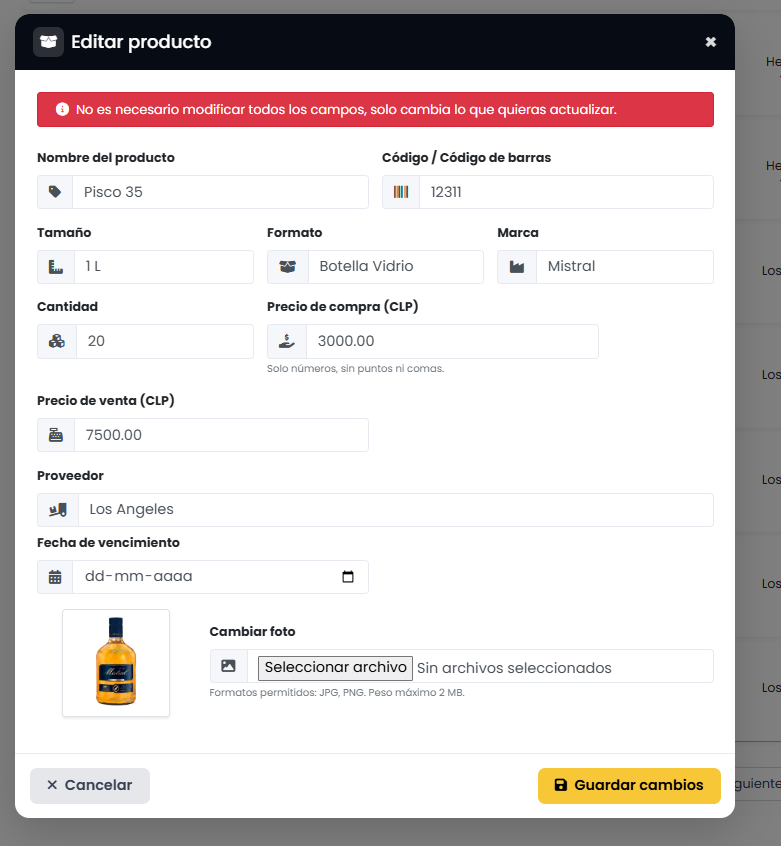 Editar producto
No es necesario modificar todos los campos, solo cambia lo que quieras actualizar.
Nombre del producto
Código / Código de barras
Pisco 35
12311
Tamaño
Formato
Marca
1 L
Botella Vidrio
Mistral
Cantidad
Precio de compra (CLP)
20
3000.00
Solo números, sin puntos ni comas.
Precio de venta (CLP)
7500.00
Proveedor
Los Angeles
Fecha de vencimiento
dd-mm-aaaa
Mistral
Cambiar foto
Seleccionar archivo Sin archivos seleccionados
Formatos permitidos: JPG, PNG. Peso máximo 2 MB.
Cancelar
Guardar cambios
He
He
Los
Los
Los
Los
Los
guiente